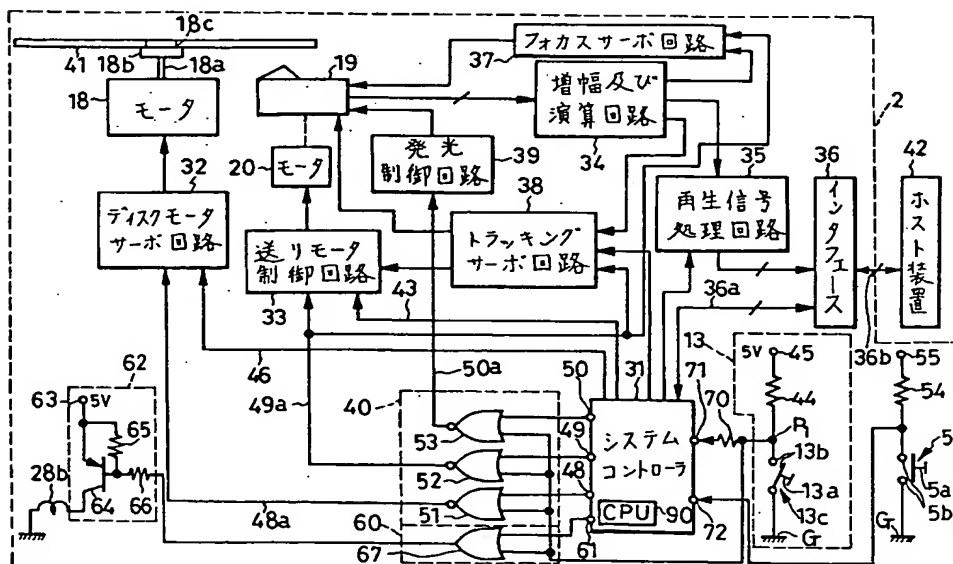 18c
41
18b
18a
18
モータ
19
20
モータ
フォカスサーボ回路
37
増幅及び
演算回路
34
発光
制御回路
39
2
32
ディスクモータ
サーボ回路
送りモータ
制御回路
33
38
トラッキング
サーボ回路
35
再生信号
処理回路
36
インタフェース
42
ホスト装置
43
36a
36b
46
49a
50a
40
50
31
71
70
13
5V
45
44
P1
13b
13a
13c
G
55
54
5
5a
5b
G
62
63
5V
65
66
64
28b
48a
53
52
51
60
67
49
48
61
システム
コントローラ
CPU
90
72